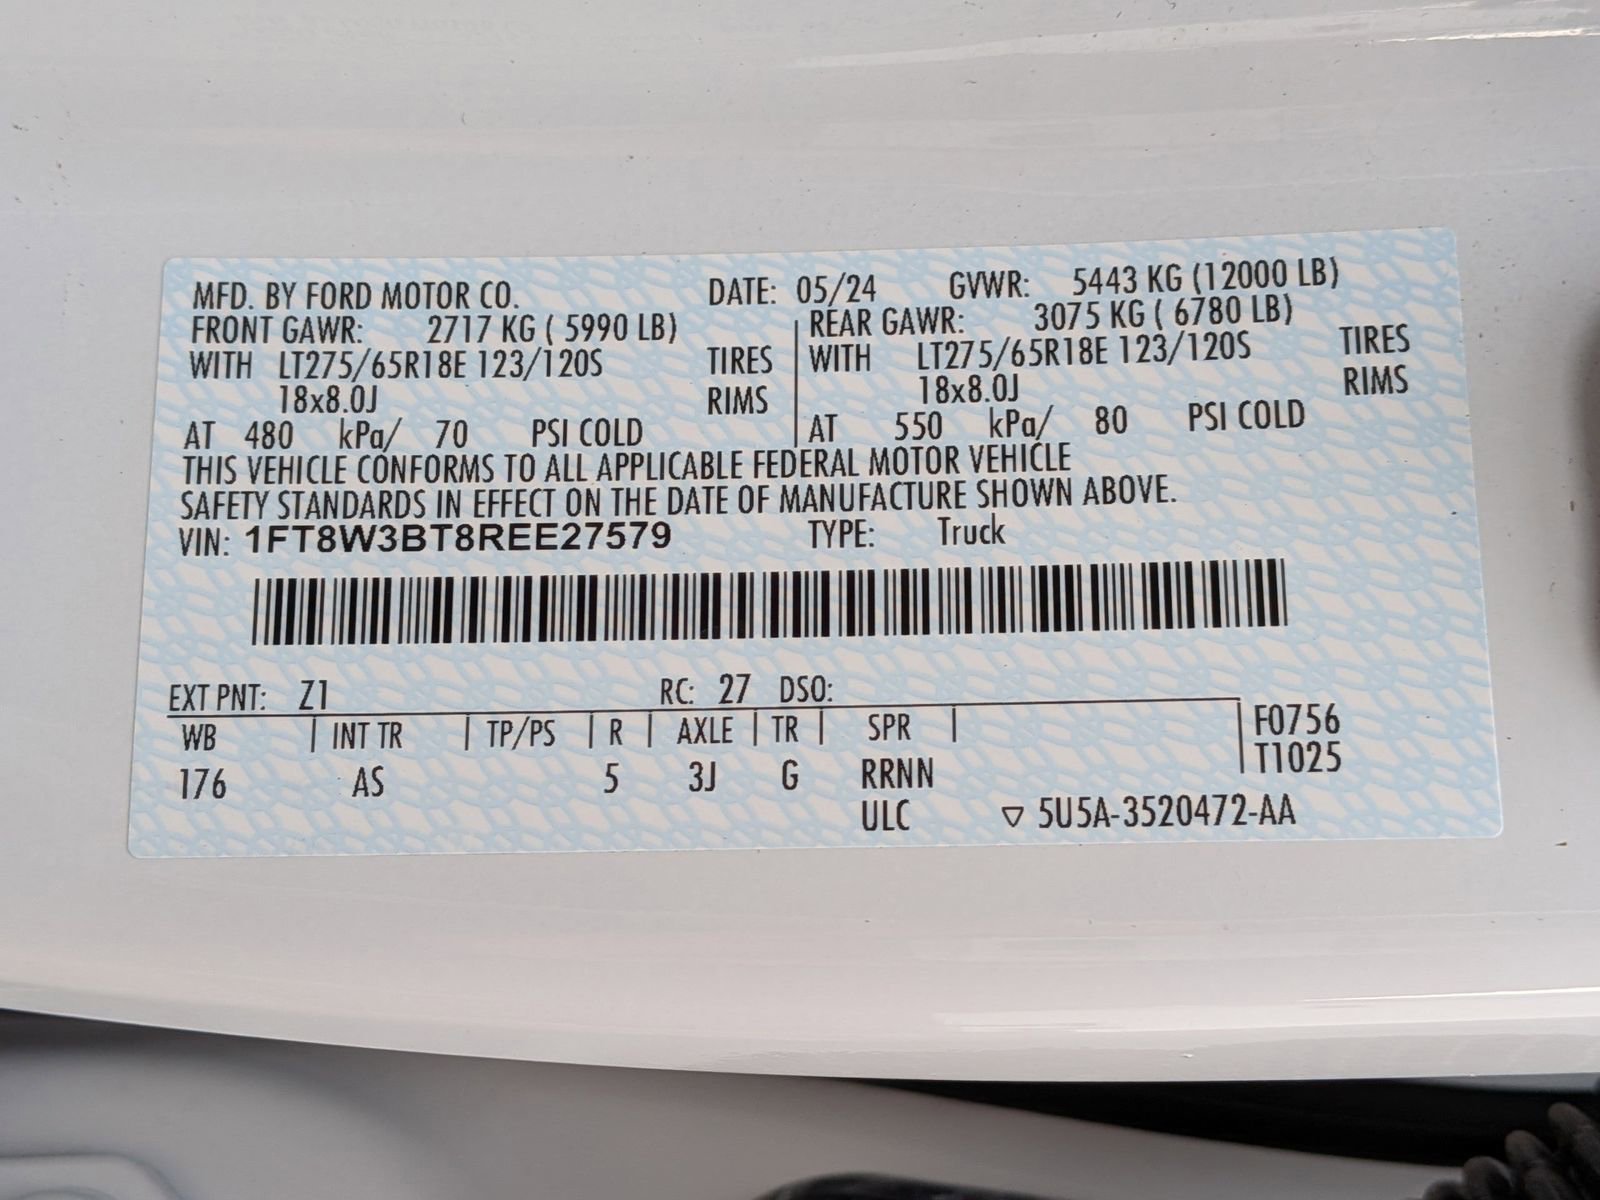 MFD. BY FORD MOTOR CO. DATE: 05/24 GVWR: 5443 KG (12000 LB)
FRONT GAWR: 2717 KG ( 5990 LB) REAR GAWR: 3075 KG ( 6780 LB)
WITH LT275/65R18E 123/120S TIRES WITH LT275/65R18E 123/120S TIRES
18x8.0J RIMS 18x8.0J RIMS
AT 480 kPa/ 70 PSI COLD AT 550 kPa/ 80 PSI COLD
THIS VEHICLE CONFORMS TO ALL APPLICABLE FEDERAL MOTOR VEHICLE
SAFETY STANDARDS IN EFFECT ON THE DATE OF MANUFACTURE SHOWN ABOVE.
VIN: 1FT8W3BT8REE27579 TYPE: Truck
EXT PNT: Z1 RC: 27 DSO:
WB INT TR TP/PS R AXLE TR SPR F0756
176 AS 5 3J G RRNN T1025
ULC ▽ 5U5A-3520472-AA